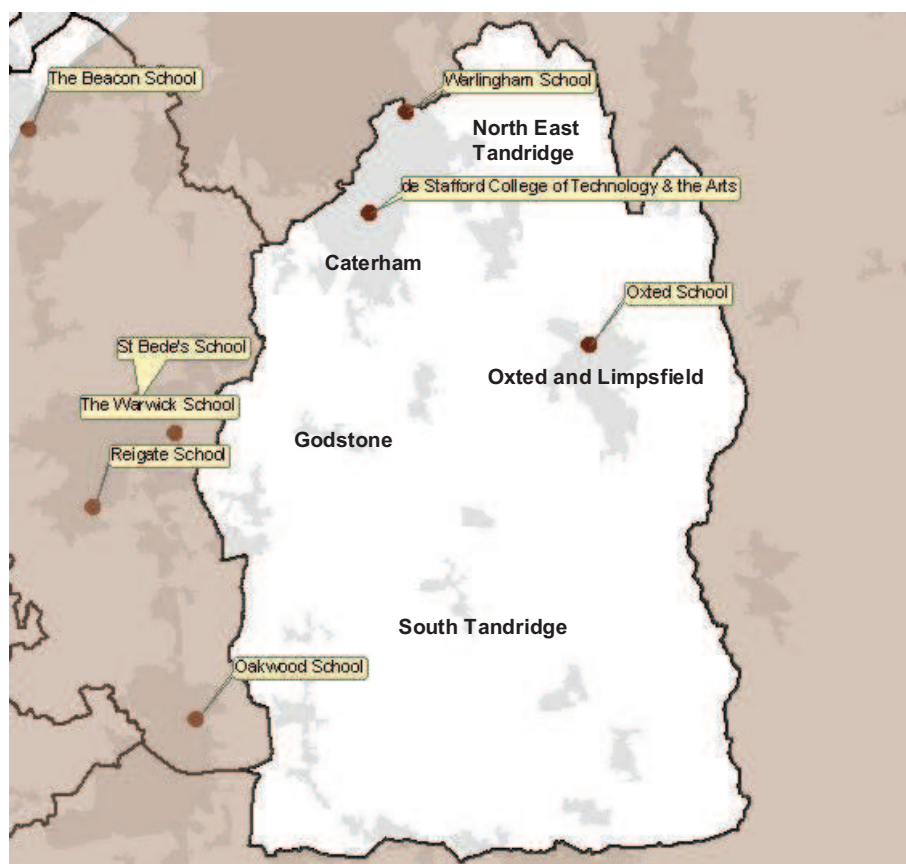 The Beacon School
Warlingham School
North East
Tandridge
de Stafford College of Technology & the Arts
Caterham
Oxted School
St Bede's School
Oxted and Limpsfield
The Warwick School
Godstone
Reigate School
South Tandridge
Oakwood School